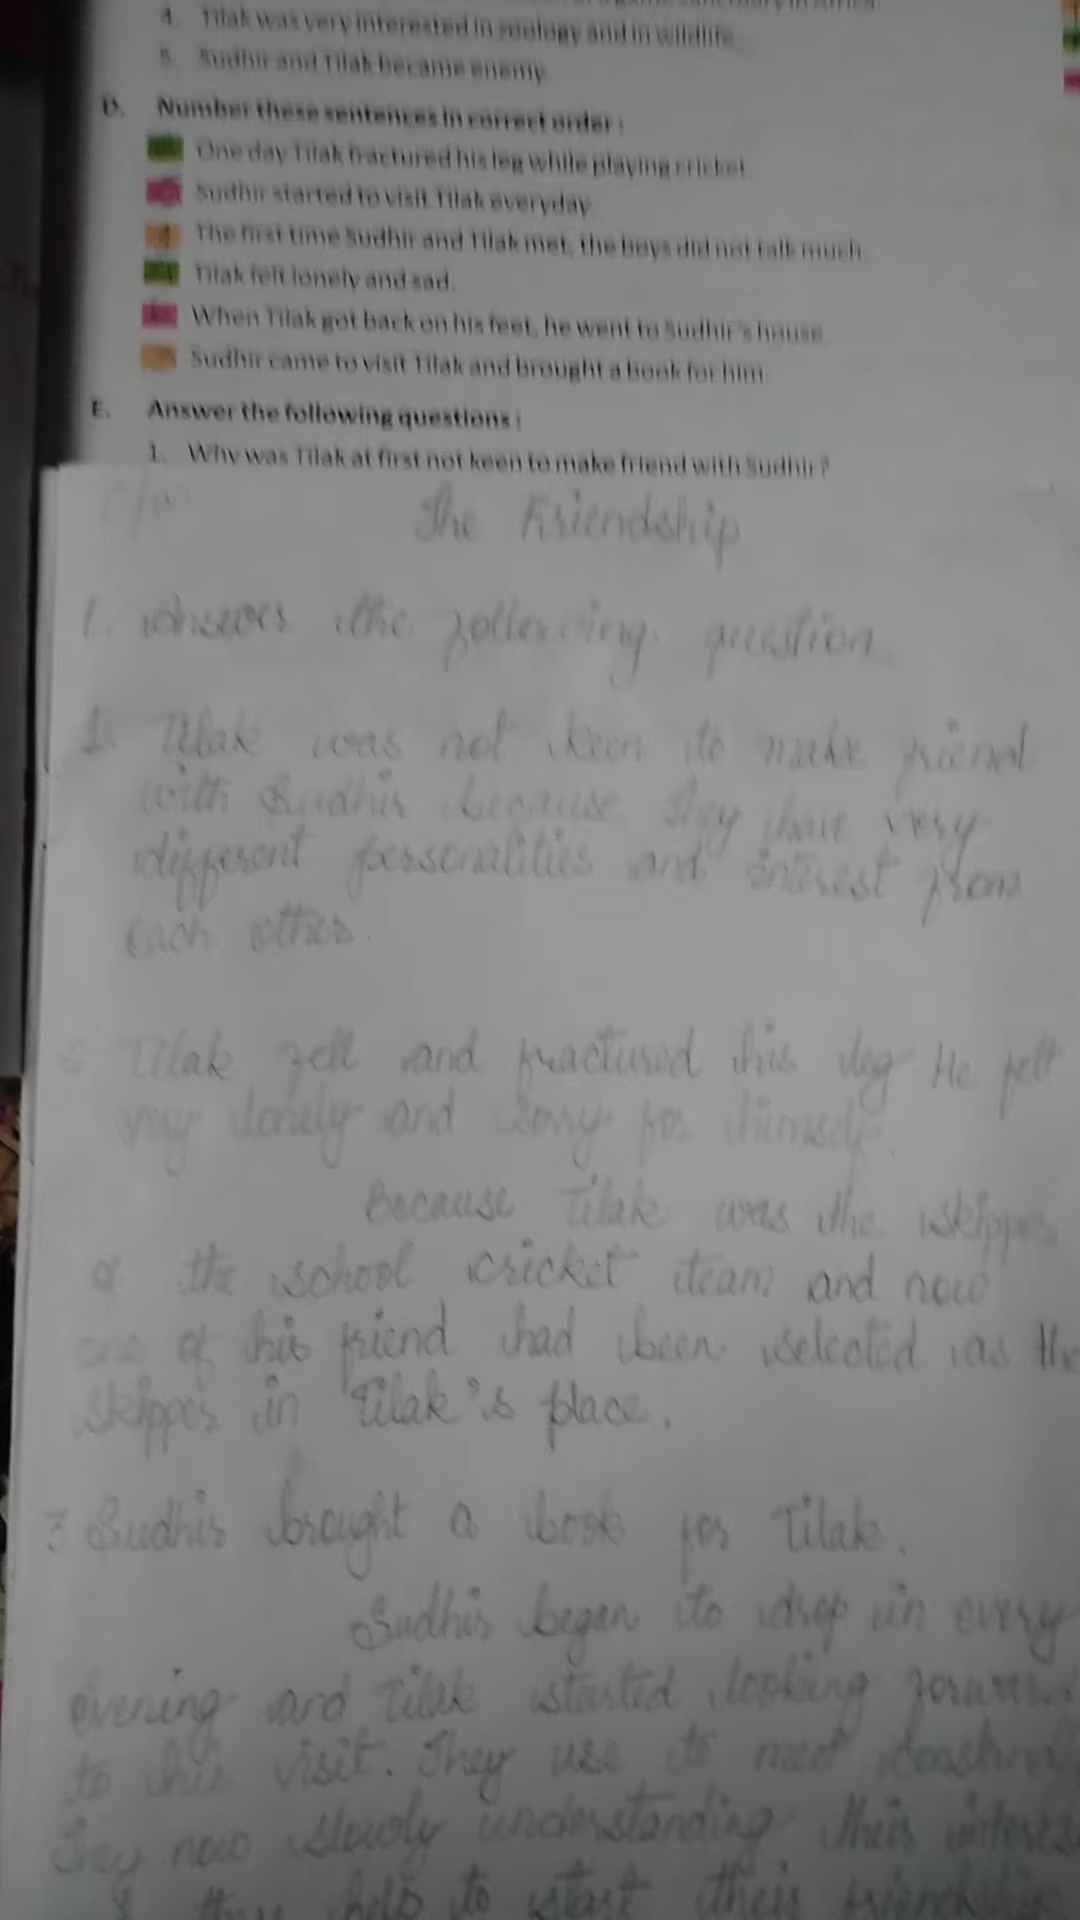 4. Tilak was very interested in zoology and in wildlife.
5. Sudhir and Tilak became enemy.
D. Number these sentences in correct order :
One day Tilak fractured his leg while playing cricket.
Sudhir started to visit Tilak everyday.
The first time Sudhir and Tilak met, the boys did not talk much.
Tilak felt lonely and sad.
When Tilak got back on his feet, he went to Sudhir's house.
Sudhir came to visit Tilak and brought a book for him.
E. Answer the following questions :
1. Why was Tilak at first not keen to make friend with Sudhir?
The Friendship
1. Answer the following question
1. Tilak was not keen to make friend
with Sudhir because they have very
different personalities and interest from
each other.
2 Tilak fell and fractured his leg He felt
very lonely and sorry for himself.
Because Tilak was the skipper
of the school cricket team and now
one of his friend had been selected as the
skipper in Tilak's place.
3 Sudhir brought a book for Tilak.
Sudhir began to drop in every
evening and Tilak started looking forward
to his visit. They use to meet
They now slowly understanding their
help to start their